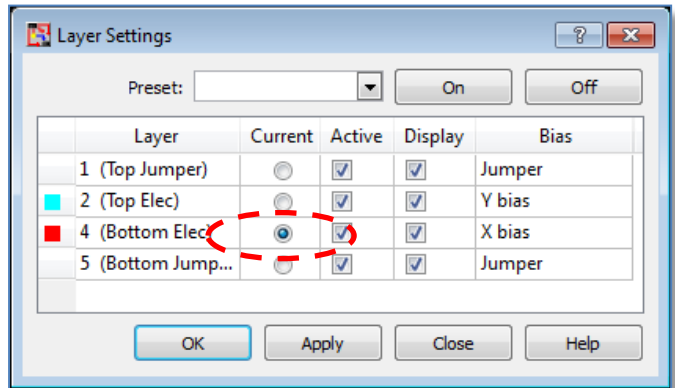 Layer Settings
Preset: On Off
Layer Current Active Display Bias
1 (Top Jumper) Jumper
2 (Top Elec) Y bias
4 (Bottom Elec) X bias
5 (Bottom Jump... Jumper
OK Apply Close Help